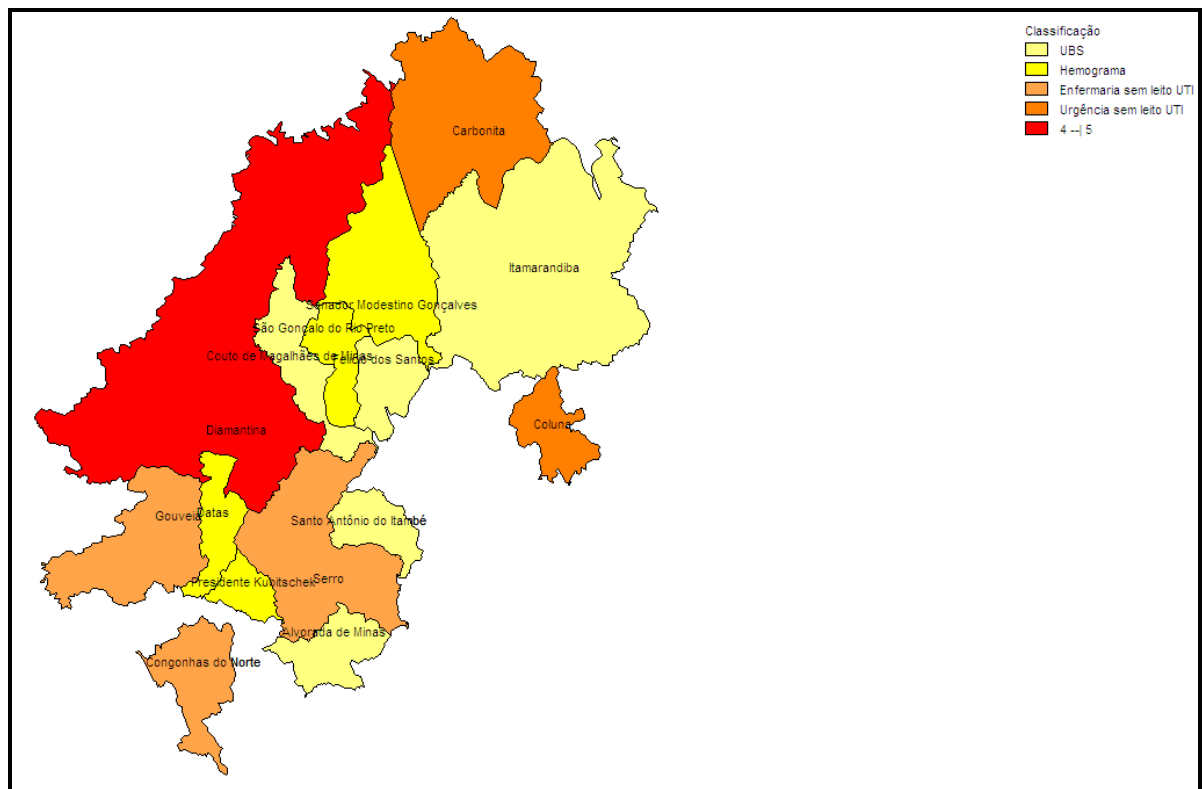 Classificação
UBS
Hemograma
Enfermaria sem leito UTI
Urgência sem leito UTI
4 --| 5
Carbonita
Itamarandiba
Senador Modestino Gonçalves
São Gonçalo do Rio Preto
Couto de Magalhães de Minas
Felício dos Santos
Coluna
Diamantina
Gouveia
Datas
Santo Antônio do Itambé
Serro
Presidente Kubitschek
Alvorada de Minas
Congonhas do Norte